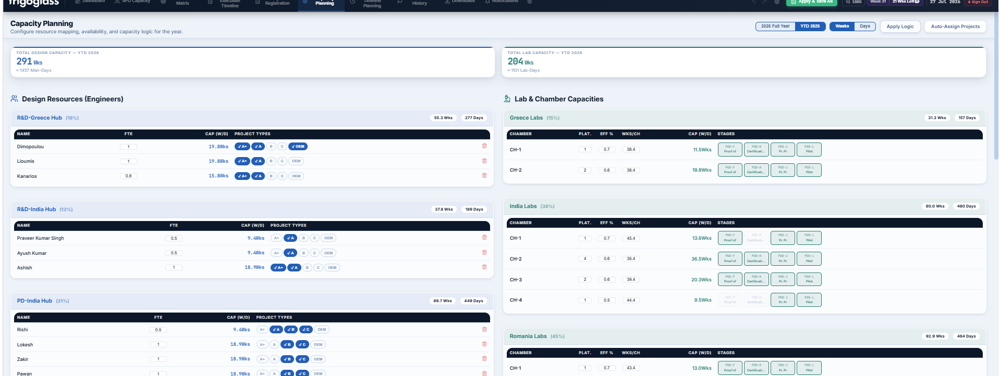 frigoglass
Dashboard
RPD Capacity
Matrix
Execution
Timeline
Registration
Planning
Timeline
Planning
History
Downloads
Notifications
Apply & Save All
100%
Week 31
21 Wks Left
27 Jul 2026
Sign Out
Capacity Planning
Configure resource mapping, availability, and capacity logic for the year.
2026 Full Year
YTD 2026
Weeks
Days
Apply Logic
Auto-Assign Projects
TOTAL DESIGN CAPACITY — YTD 2026
291 Wks
≈ 1457 Man-Days
TOTAL LAB CAPACITY — YTD 2026
204 Wks
≈ 1101 Lab-Days
Design Resources (Engineers)
R&D-Greece Hub (19%) 55.3 Wks 277 Days
NAME FTE CAP (W/D) PROJECT TYPES
Dimopoulou 1 19.8Wks ✓ A+ ✓ A B C ✓ OEM
Lioumis 1 19.8Wks ✓ A+ ✓ A B C OEM
Kanarios 0.8 15.8Wks ✓ A+ ✓ A B C OEM
R&D-India Hub (13%) 37.8 Wks 189 Days
NAME FTE CAP (W/D) PROJECT TYPES
Praveer Kumar Singh 0.5 9.4Wks A+ ✓ A B C OEM
Ayush Kumar 0.5 9.4Wks A+ ✓ A B C OEM
Ashish 1 18.9Wks ✓ A+ ✓ A B C OEM
PD-India Hub (31%) 89.7 Wks 449 Days
NAME FTE CAP (W/D) PROJECT TYPES
Rishi 0.5 9.4Wks A+ ✓ A ✓ B ✓ C OEM
Lokesh 1 18.9Wks A+ A ✓ B ✓ C OEM
Zakir 1 18.9Wks A+ A ✓ B ✓ C OEM
Pawan 1 18.9Wks A+ A ✓ B ✓ C OEM
Lab & Chamber Capacities
Greece Labs (15%) 31.3 Wks 157 Days
CHAMBER PLAT. EFF % WKS/CH CAP (W/D) STAGES
CH-1 1 0.7 38.4 11.5Wks
PDD-F PDD-H PDD-J PDD-L
Proof of Certificati... Pr. Pr Pilot
CH-2 2 0.6 38.4 19.8Wks
PDD-F PDD-H PDD-J PDD-L
Proof of Certificati... Pr. Pr Pilot
India Labs (39%) 80.0 Wks 480 Days
CHAMBER PLAT. EFF % WKS/CH CAP (W/D) STAGES
CH-1 1 0.7 45.4 13.6Wks
PDD-F PDD-H PDD-J PDD-L
Proof of Certificati... Pr. Pr Pilot
CH-2 4 0.6 35.4 36.5Wks
PDD-F PDD-H PDD-J PDD-L
Proof of Certificati... Pr. Pr Pilot
CH-3 2 0.6 39.4 20.3Wks
PDD-F PDD-H PDD-J PDD-L
Proof of Certificati... Pr. Pr Pilot
CH-4 1 0.5 44.4 9.5Wks
PDD-F PDD-H PDD-J PDD-L
Proof of Certificati... Pr. Pr Pilot
Romania Labs (45%) 92.9 Wks 464 Days
CHAMBER PLAT. EFF % WKS/CH CAP (W/D) STAGES
CH-1 1 0.7 43.4 13.0Wks
PDD-F PDD-H PDD-J PDD-L
Proof of Certificati... Pr. Pr Pilot